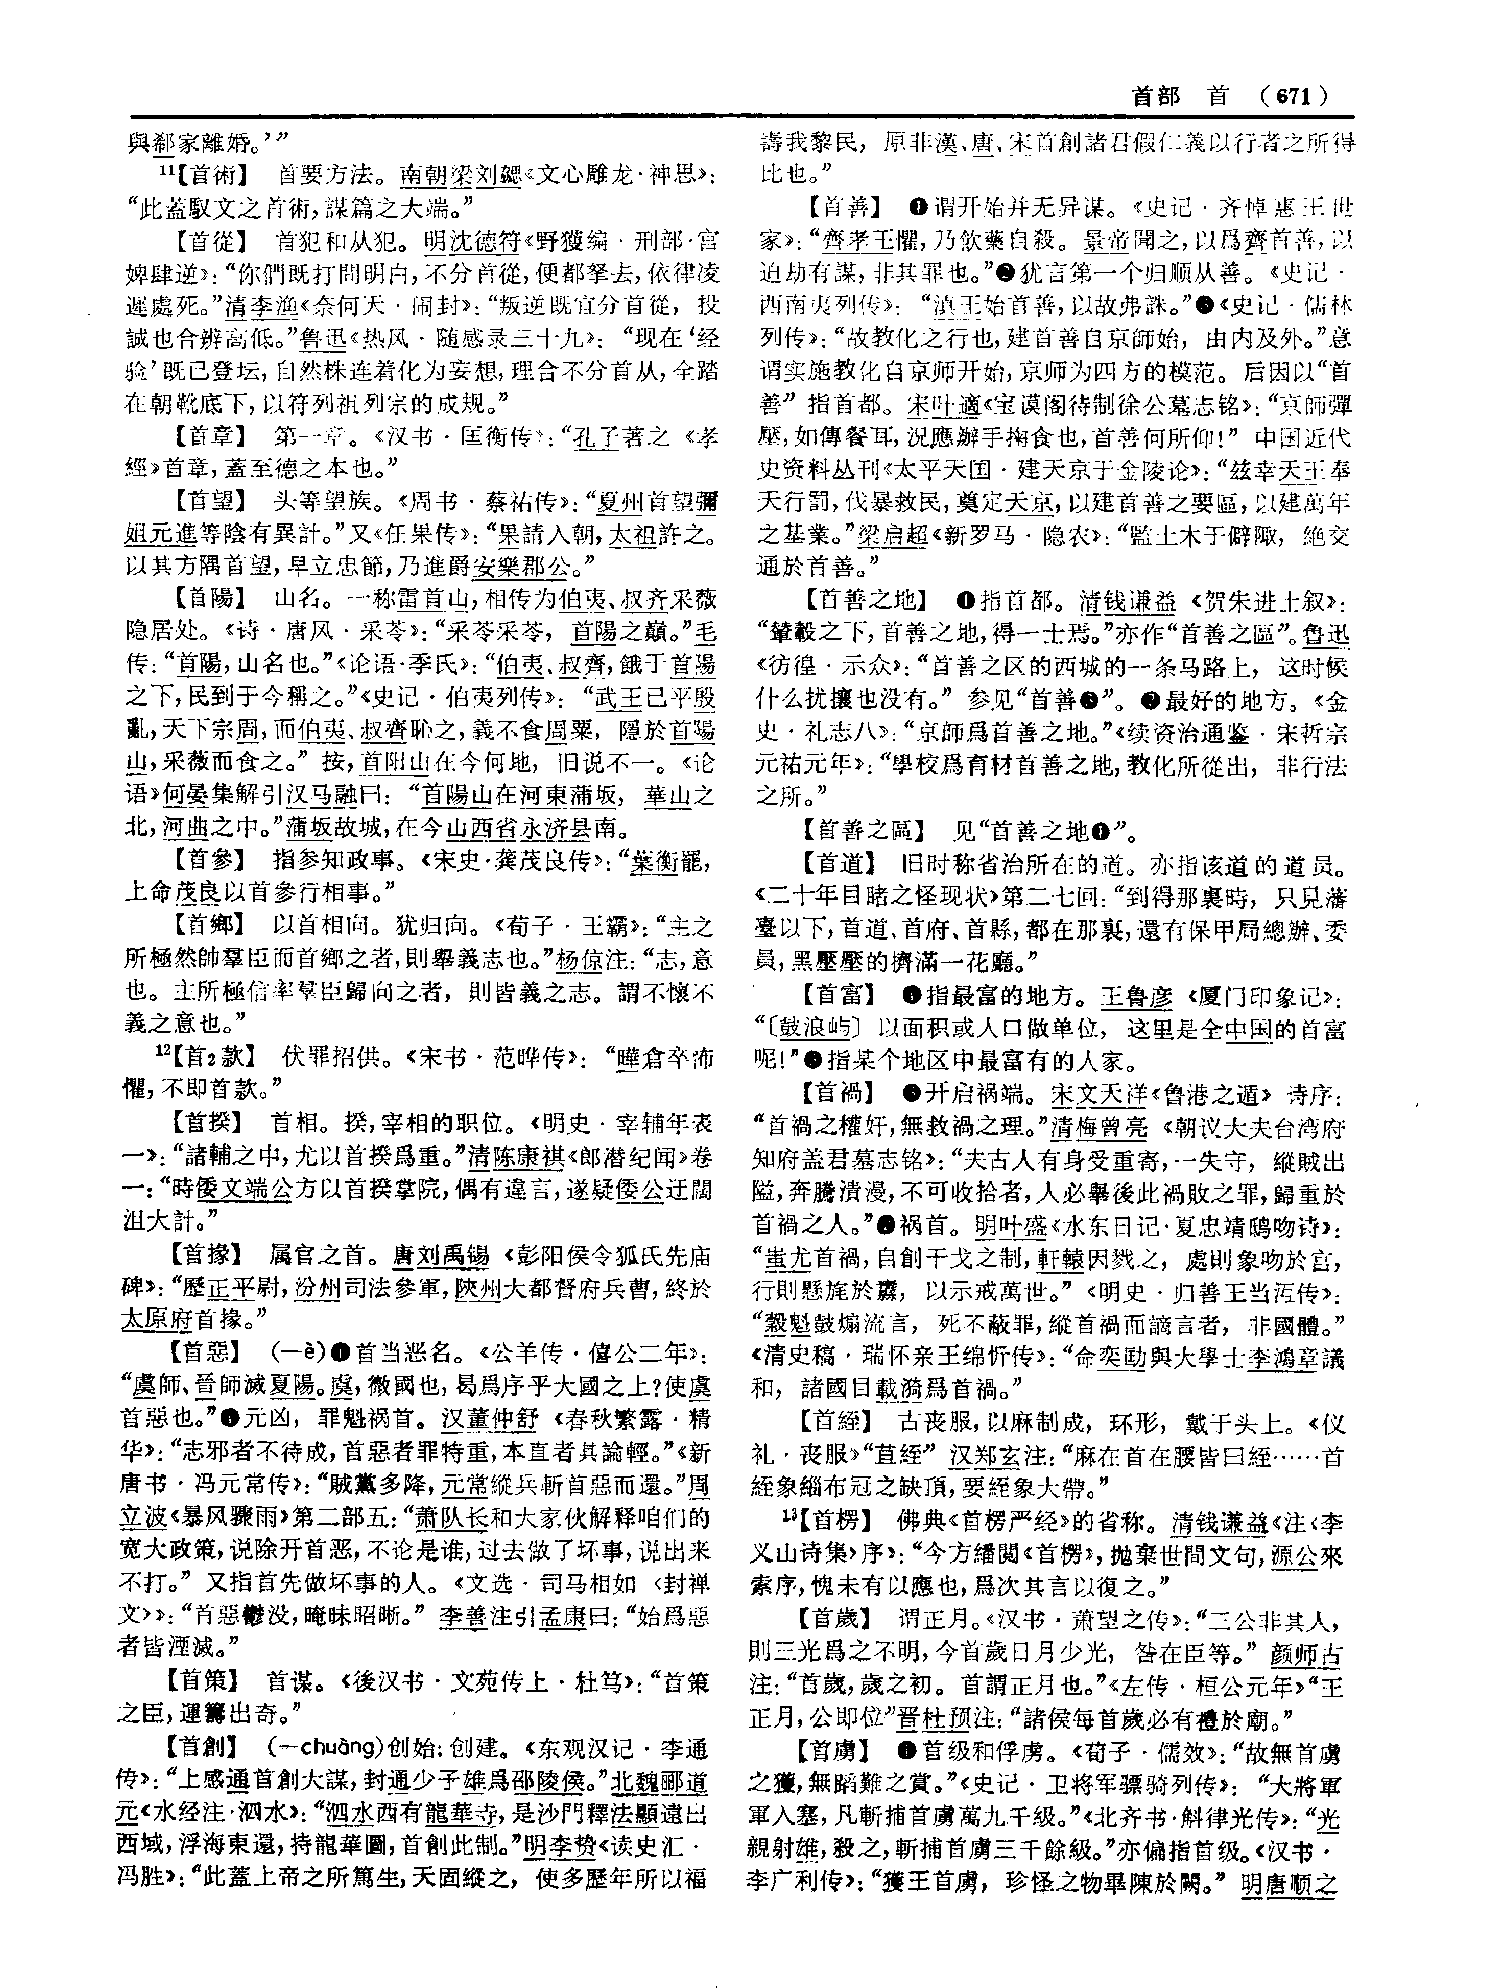 首部　首　（671）
與郗家離婚。’”
11【首術】　首要方法。南朝梁刘勰《文心雕龙·神思》：
“此蓋馭文之首術，謀篇之大端。”
【首從】　首犯和从犯。明沈德符《野獲编·刑部·宫
婢肆逆》：“你們既打問明白，不分首從，便都拏去，依律凌
遲處死。”清李渔《奈何天·闹封》：“叛逆既宜分首從，投
誠也合辨高低。”鲁迅《热风·随感录三十九》：“现在‘经
验’既已登坛，自然株连着化为妄想，理合不分首从，全踏
在朝靴底下，以符列祖列宗的成规。”
【首章】　第一章。《汉书·匡衡传》：“孔子著之《孝
經》首章，蓋至德之本也。”
【首望】　头等望族。《周书·蔡祐传》：“夏州首望彌
姐元進等陰有異計。”又《任果传》：“果請入朝，太祖許之。
以其方隅首望，早立忠節，乃進爵安樂郡公。”
【首陽】　山名。一称雷首山，相传为伯夷、叔齐采薇
隐居处。《诗·唐风·采苓》：“采苓采苓，首陽之巔。”毛
传：“首陽，山名也。”《论语·季氏》：“伯夷、叔齊，餓于首陽
之下，民到于今稱之。”《史记·伯夷列传》：“武王已平殷
亂，天下宗周，而伯夷、叔齊恥之，義不食周粟，隱於首陽
山，采薇而食之。”按，首阳山在今何地，旧说不一。《论
语》何晏集解引汉马融曰：“首陽山在河東蒲坂，華山之
北，河曲之中。”蒲坂故城，在今山西省永济县南。
【首參】　指参知政事。《宋史·龚茂良传》：“葉衡罷，
上命茂良以首參行相事。”
【首鄉】　以首相向。犹归向。《荀子·王霸》：“主之
所極然帥羣臣而首鄉之者，則舉義志也。”杨倞注：“志，意
也。主所極信率羣臣歸向之者，則皆義之志。謂不懷不
義之意也。”
12【首2款】　伏罪招供。《宋书·范晔传》：“曄倉卒怖
懼，不即首款。”
【首揆】　首相。揆，宰相的职位。《明史·宰辅年表
一》：“諸輔之中，尤以首揆爲重。”清陈康祺《郎潜纪闻》卷
一：“時倭文端公方以首揆掌院，偶有違言，遂疑倭公迂闊
沮大計。”
【首掾】　属官之首。唐刘禹锡《彭阳侯令狐氏先庙
碑》：“歷正平尉，汾州司法參軍，陝州大都督府兵曹，終於
太原府首掾。”
【首惡】　（—è）❶首当恶名。《公羊传·僖公二年》：
“虞師、晉師滅夏陽。虞，微國也，曷爲序乎大國之上？使虞
首惡也。”❷元凶，罪魁祸首。汉董仲舒《春秋繁露·精
华》：“志邪者不待成，首惡者罪特重，本直者其論輕。”《新
唐书·冯元常传》：“賊黨多降，元常縱兵斬首惡而還。”周
立波《暴风骤雨》第二部五：“萧队长和大家伙解释咱们的
宽大政策，说除开首恶，不论是谁，过去做了坏事，说出来
不打。”又指首先做坏事的人。《文选·司马相如〈封禅
文〉》：“首惡鬱没，晻昧昭晰。”李善注引孟康曰：“始爲惡
者皆湮滅。”
【首策】　首谋。《後汉书·文苑传上·杜笃》：“首策
之臣，運籌出奇。”
【首創】　（—chuàng）创始；创建。《东观汉记·李通
传》：“上感通首創大謀，封通少子雄爲邵陵侯。”北魏郦道
元《水经注·泗水》：“泗水西有龍華寺，是沙門釋法顯遠出
西域，浮海東還，持龍華圖，首創此制。”明李贽《读史汇·
冯胜》：“此蓋上帝之所篤生，天固縱之，使多歷年所以福
壽我黎民，原非漢、唐、宋首創諸君假仁義以行者之所得
比也。”
【首善】　❶谓开始并无异谋。《史记·齐悼惠王世
家》：“齊孝王懼，乃飲藥自殺。景帝聞之，以爲齊首善，以
迫劫有謀，非其罪也。”❷犹言第一个归顺从善。《史记·
西南夷列传》：“滇王始首善，以故弗誅。”❸《史记·儒林
列传》：“故教化之行也，建首善自京師始，由内及外。”意
谓实施教化自京师开始，京师为四方的模范。后因以“首
善”指首都。宋叶適《宝谟阁待制徐公墓志铭》：“京師彈
壓，如傳餐耳，況應辦手掬食也，首善何所仰！”中国近代
史资料丛刊《太平天国·建天京于金陵论》：“兹幸天王奉
天行罰，伐暴救民，奠定天京，以建首善之要區，以建萬年
之基業。”梁启超《新罗马·隐农》：“監土木于僻陬，絶交
通於首善。”
【首善之地】　❶指首都。清钱谦益《贺朱进士叙》：
“輦轂之下，首善之地，得一士焉。”亦作“首善之區”。鲁迅
《彷徨·示众》：“首善之区的西城的一条马路上，这时候
什么扰攘也没有。”参见“首善❸”。❷最好的地方。《金
史·礼志八》：“京師爲首善之地。”《续资治通鉴·宋哲宗
元祐元年》：“學校爲育材首善之地，教化所從出，非行法
之所。”
【首善之區】　见“首善之地❶”。
【首道】　旧时称省治所在的道。亦指该道的道员。
《二十年目睹之怪现状》第二七回：“到得那裏時，只見藩
臺以下，首道、首府、首縣，都在那裏，還有保甲局總辦、委
員，黑壓壓的擠滿一花廳。”
【首富】　❶指最富的地方。王鲁彦《厦门印象记》：
“〔鼓浪屿〕以面积或人口做单位，这里是全中国的首富
呢！”❷指某个地区中最富有的人家。
【首禍】　❶开启祸端。宋文天祥《鲁港之遁》诗序：
“首禍之權奸，無救禍之理。”清梅曾亮《朝议大夫台湾府
知府盖君墓志铭》：“夫古人有身受重寄，一失守，縱賊出
隘，奔騰潰漫，不可收拾者，人必舉後此禍敗之罪，歸重於
首禍之人。”❷祸首。明叶盛《水东日记·夏忠靖鴟吻诗》：
“蚩尤首禍，自創干戈之制，軒轅因戮之，處則象吻於宫，
行則懸旄於纛，以示戒萬世。”《明史·归善王当沍传》：
“穀魁鼓煽流言，死不蔽罪，縱首禍而謫言者，非國體。”
《清史稿·瑞怀亲王绵忻传》：“命奕劻與大學士李鴻章議
和，諸國目載漪爲首禍。”
【首絰】　古丧服，以麻制成，环形，戴于头上。《仪
礼·丧服》“苴絰”汉郑玄注：“麻在首在腰皆曰絰……首
絰象緇布冠之缺頂，要絰象大帶。”
13【首楞】　佛典《首楞严经》的省称。清钱谦益《注〈李
义山诗集〉序》：“今方繙閲《首楞》，抛棄世間文句，源公來
索序，愧未有以應也，爲次其言以復之。”
【首歲】　谓正月。《汉书·萧望之传》：“三公非其人，
則三光爲之不明，今首歲日月少光，咎在臣等。”颜师古
注：“首歲，歲之初。首謂正月也。”《左传·桓公元年》“王
正月，公即位”晋杜预注：“諸侯每首歲必有禮於廟。”
【首虜】　❶首级和俘虏。《荀子·儒效》：“故無首虜
之獲，無蹈難之賞。”《史记·卫将军骠骑列传》：“大將軍
軍入塞，凡斬捕首虜萬九千級。”《北齐书·斛律光传》：“光
親射雄，殺之，斬捕首虜三千餘級。”亦偏指首级。《汉书·
李广利传》：“獲王首虜，珍怪之物畢陳於闕。”明唐顺之